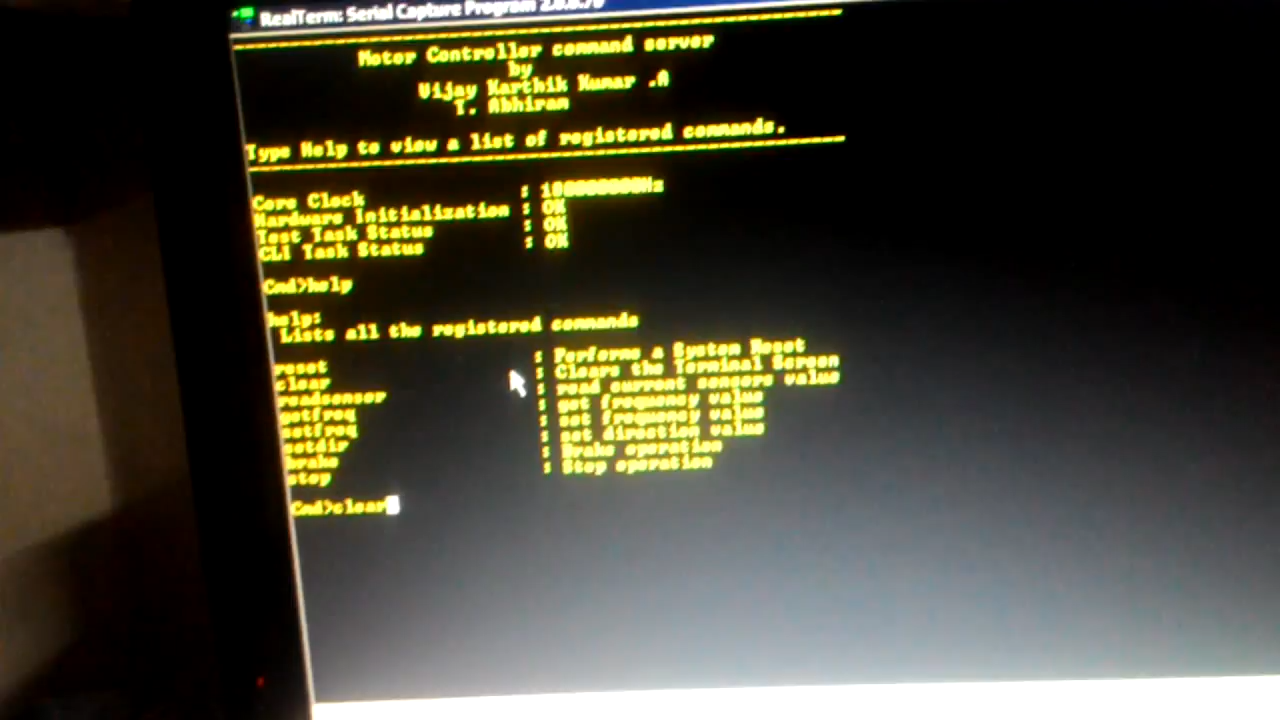 RealTerm: Serial Capture Program 2.0.0.70
Motor Controller command server
by
Vijay Karthik Kumar .A
T. Abhiram
Type Help to view a list of registered commands.
Core Clock : 100000000Hz
Hardware Initialization : OK
Test Task Status : OK
CLI Task Status : OK
Cmd>help
help:
Lists all the registered commands
reset : Performs a System Reset
clear : Clears the Terminal Screen
readsensor : read current sensors value
getfreq : get frequency value
setfreq : set frequency value
setdir : set direction value
brake : Brake operation
stop : Stop operation
Cmd>clear